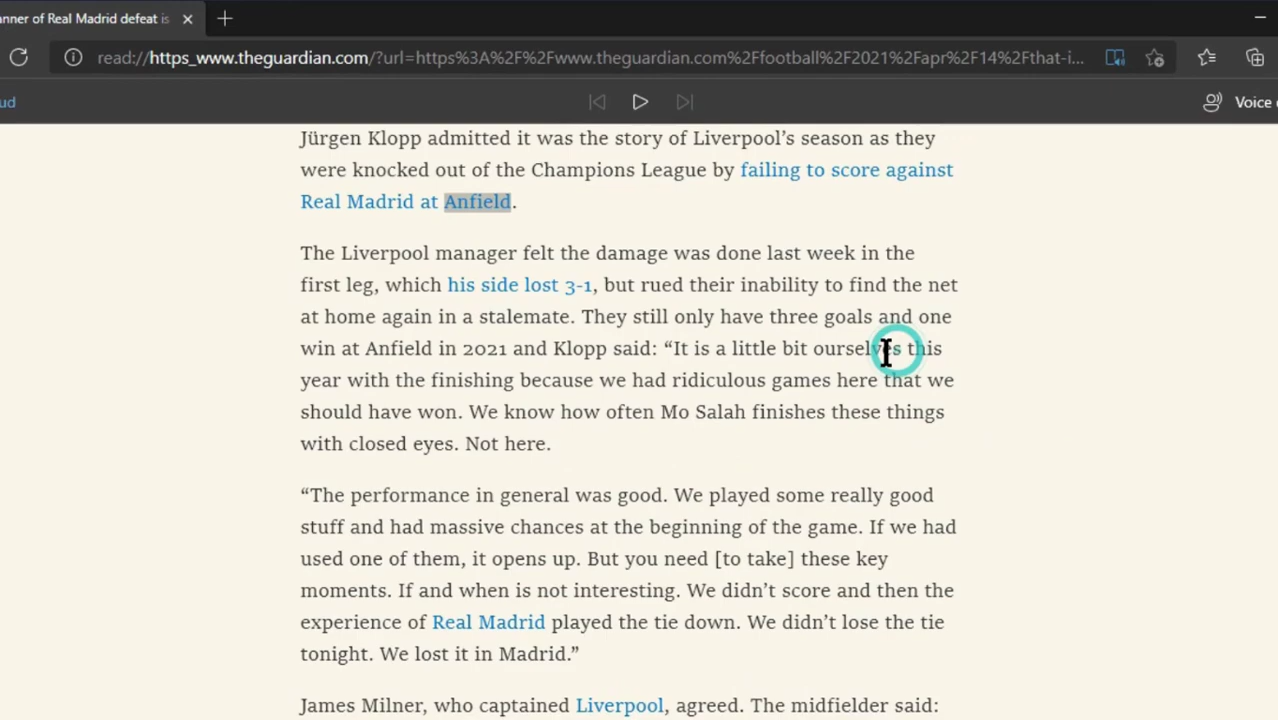 anner of Real Madrid defeat is
read://https_www.theguardian.com/?url=https%3A%2F%2Fwww.theguardian.com%2Ffootball%2F2021%2Fapr%2F14%2Fthat-i...
ud
Voice
Jürgen Klopp admitted it was the story of Liverpool’s season as they
were knocked out of the Champions League by failing to score against
Real Madrid at Anfield.
The Liverpool manager felt the damage was done last week in the
first leg, which his side lost 3-1, but rued their inability to find the net
at home again in a stalemate. They still only have three goals and one
win at Anfield in 2021 and Klopp said: “It is a little bit ourselves this
year with the finishing because we had ridiculous games here that we
should have won. We know how often Mo Salah finishes these things
with closed eyes. Not here.
“The performance in general was good. We played some really good
stuff and had massive chances at the beginning of the game. If we had
used one of them, it opens up. But you need [to take] these key
moments. If and when is not interesting. We didn’t score and then the
experience of Real Madrid played the tie down. We didn’t lose the tie
tonight. We lost it in Madrid.”
James Milner, who captained Liverpool, agreed. The midfielder said: